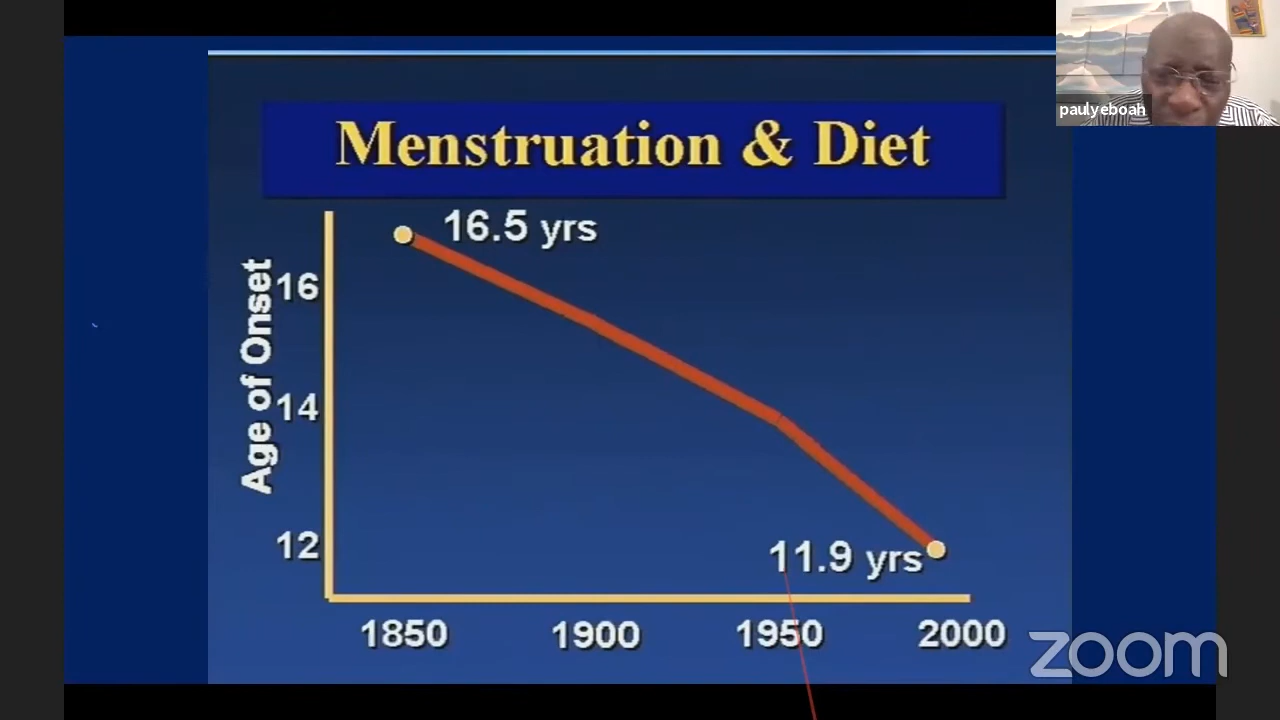 paulyeboah
Menstruation & Diet
16.5 yrs
Age of Onset
16
14
12
11.9 yrs
1850 1900 1950 2000
zoom